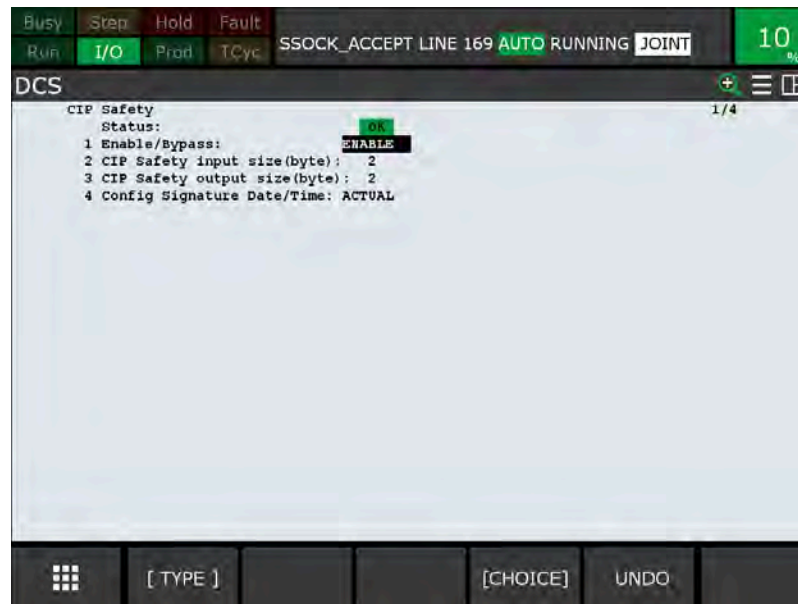 Busy Step Hold Fault
Run I/O Prod TCyc
SSOCK_ACCEPT LINE 169 AUTO RUNNING JOINT
10
%
DCS
CIP Safety 1/4
Status: OK
1 Enable/Bypass: ENABLE
2 CIP Safety input size(byte): 2
3 CIP Safety output size(byte): 2
4 Config Signature Date/Time: ACTUAL
[ TYPE ] [CHOICE] UNDO